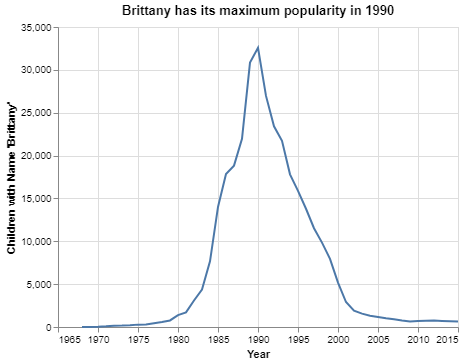 Brittany has its maximum popularity in 1990
Children with Name 'Brittany'
35,000
30,000
25,000
20,000
15,000
10,000
5,000
0
1965 1970 1975 1980 1985 1990 1995 2000 2005 2010 2015
Year